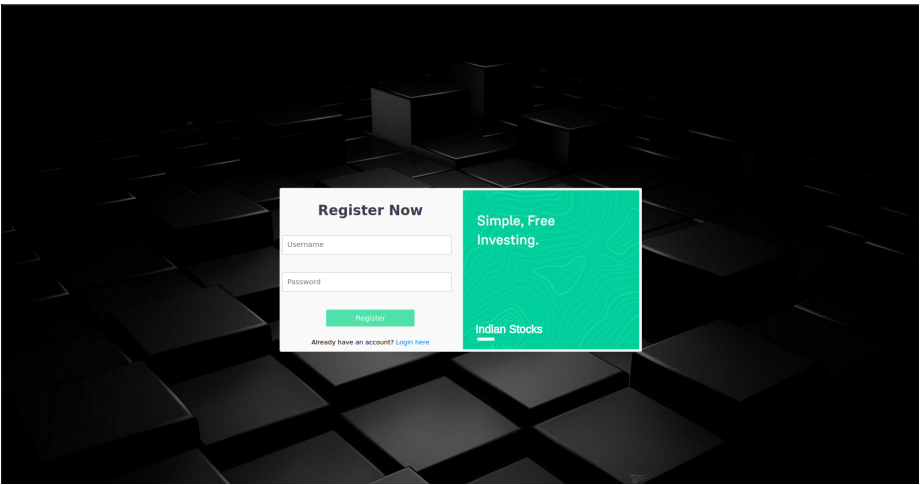 Register Now
Username
Password
Register
Already have an account? Login here
Simple, Free
Investing.
Indian Stocks